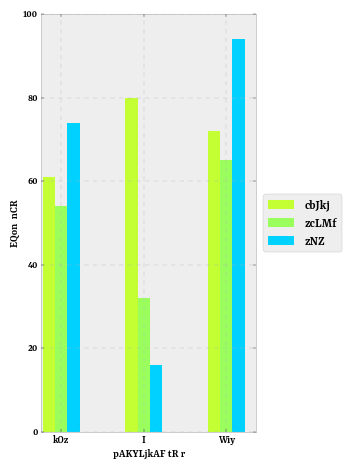 100
80
60
40
20
0
EQon nCR
kOz I Wiy
pAKYLjkAF tR r
cbJkj
zcLMf
zNZ